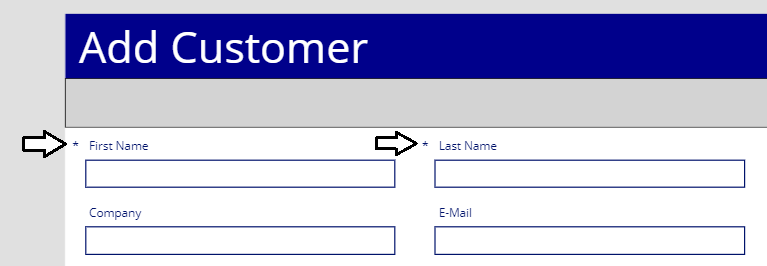 Add Customer
* First Name
* Last Name
Company
E-Mail